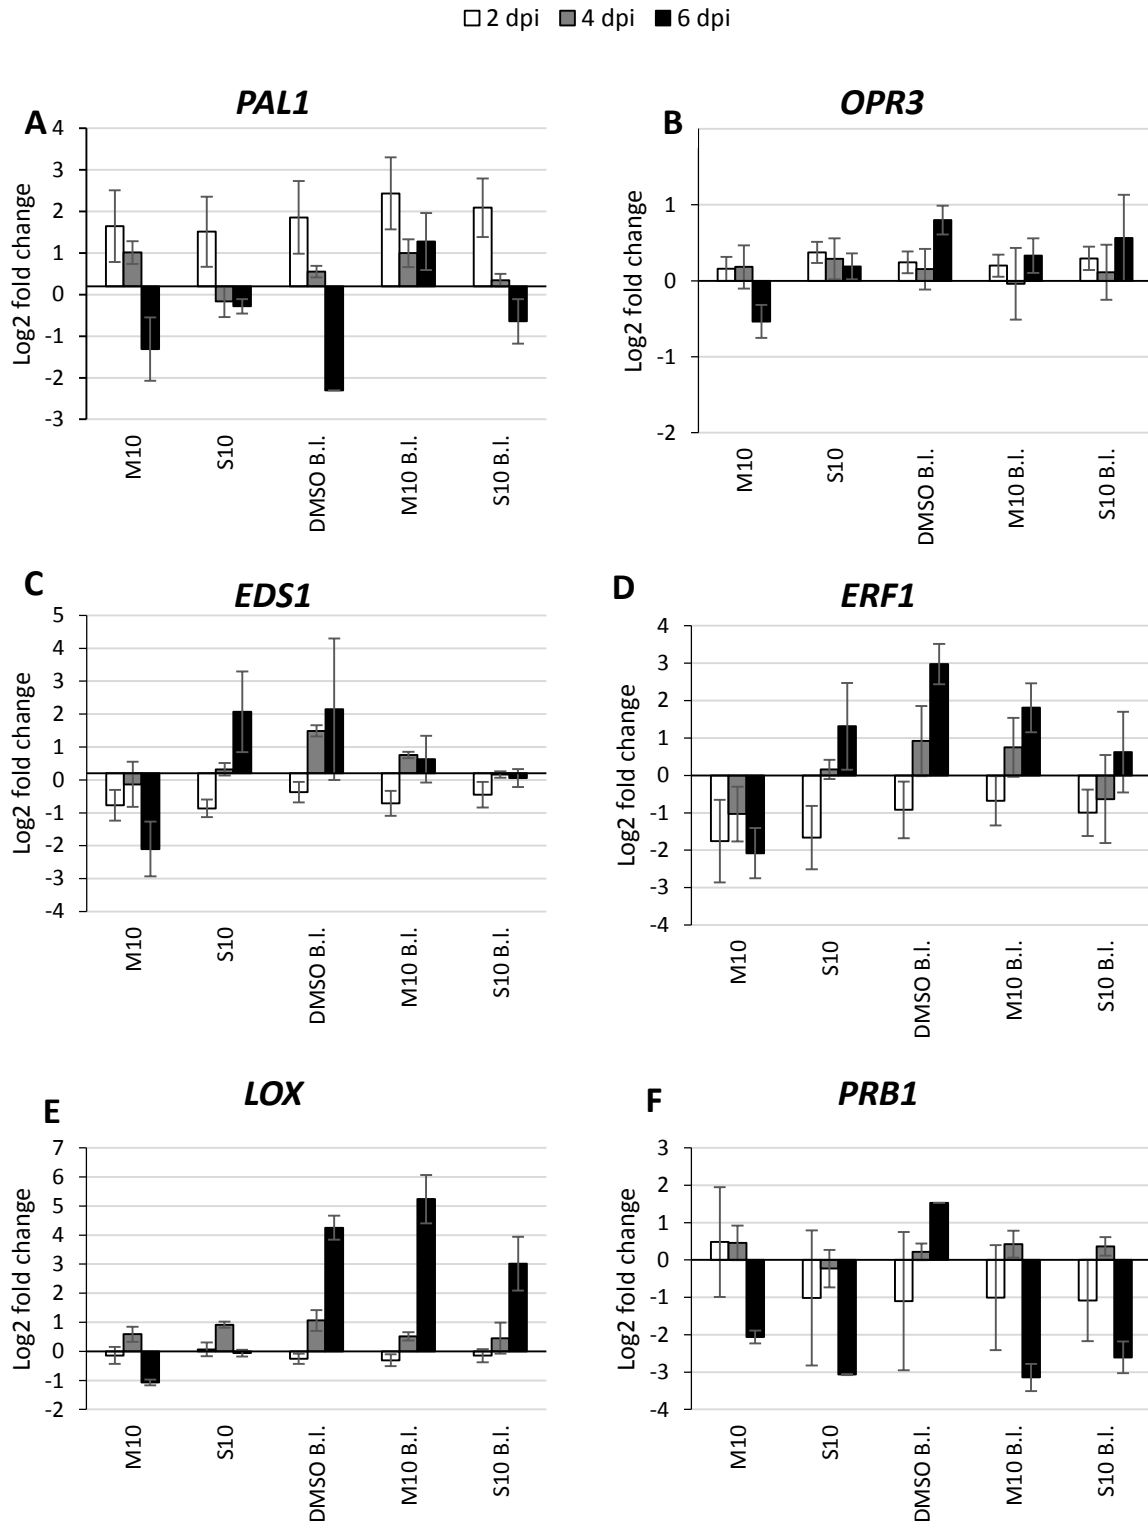 2 dpi 4 dpi 6 dpi
A
PAL1
Log2 fold change
4
3
2
1
0
-1
-2
-3
M10
S10
DMSO B.l.
M10 B.l.
S10 B.l.
B
OPR3
Log2 fold change
1
0
-1
-2
M10
S10
DMSO B.l.
M10 B.l.
S10 B.l.
C
EDS1
Log2 fold change
5
4
3
2
1
0
-1
-2
-3
-4
M10
S10
DMSO B.l.
M10 B.l.
S10 B.l.
D
ERF1
Log2 fold change
4
3
2
1
0
-1
-2
-3
-4
M10
S10
DMSO B.l.
M10 B.l.
S10 B.l.
E
LOX
Log2 fold change
7
6
5
4
3
2
1
0
-1
-2
M10
S10
DMSO B.l.
M10 B.l.
S10 B.l.
F
PRB1
Log2 fold change
3
2
1
0
-1
-2
-3
-4
M10
S10
DMSO B.l.
M10 B.l.
S10 B.l.